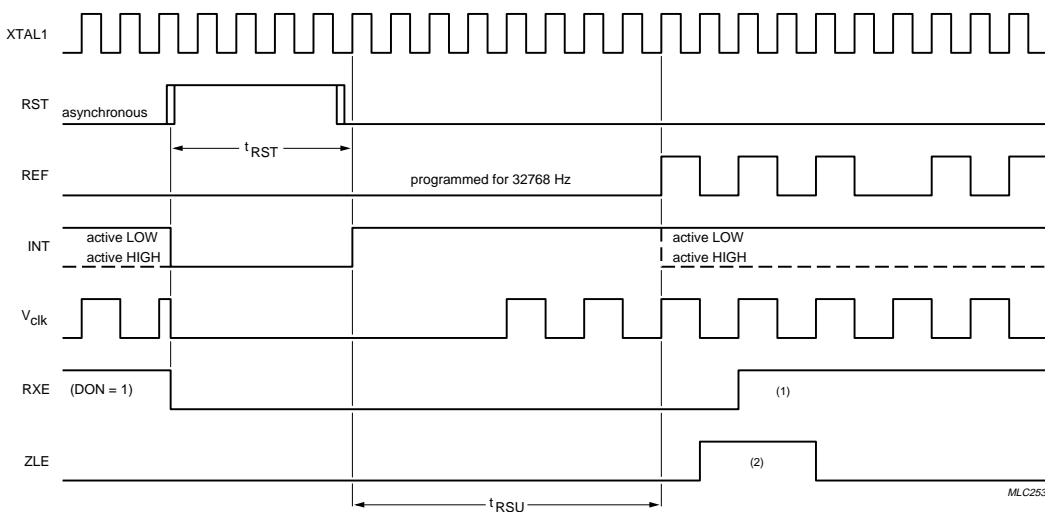 XTAL1
RST
asynchronous
tRST
REF
programmed for 32768 Hz
INT
active LOW
active HIGH
active LOW
active HIGH
Vclk
RXE
(DON = 1)
(1)
ZLE
(2)
MLC253
tRSU